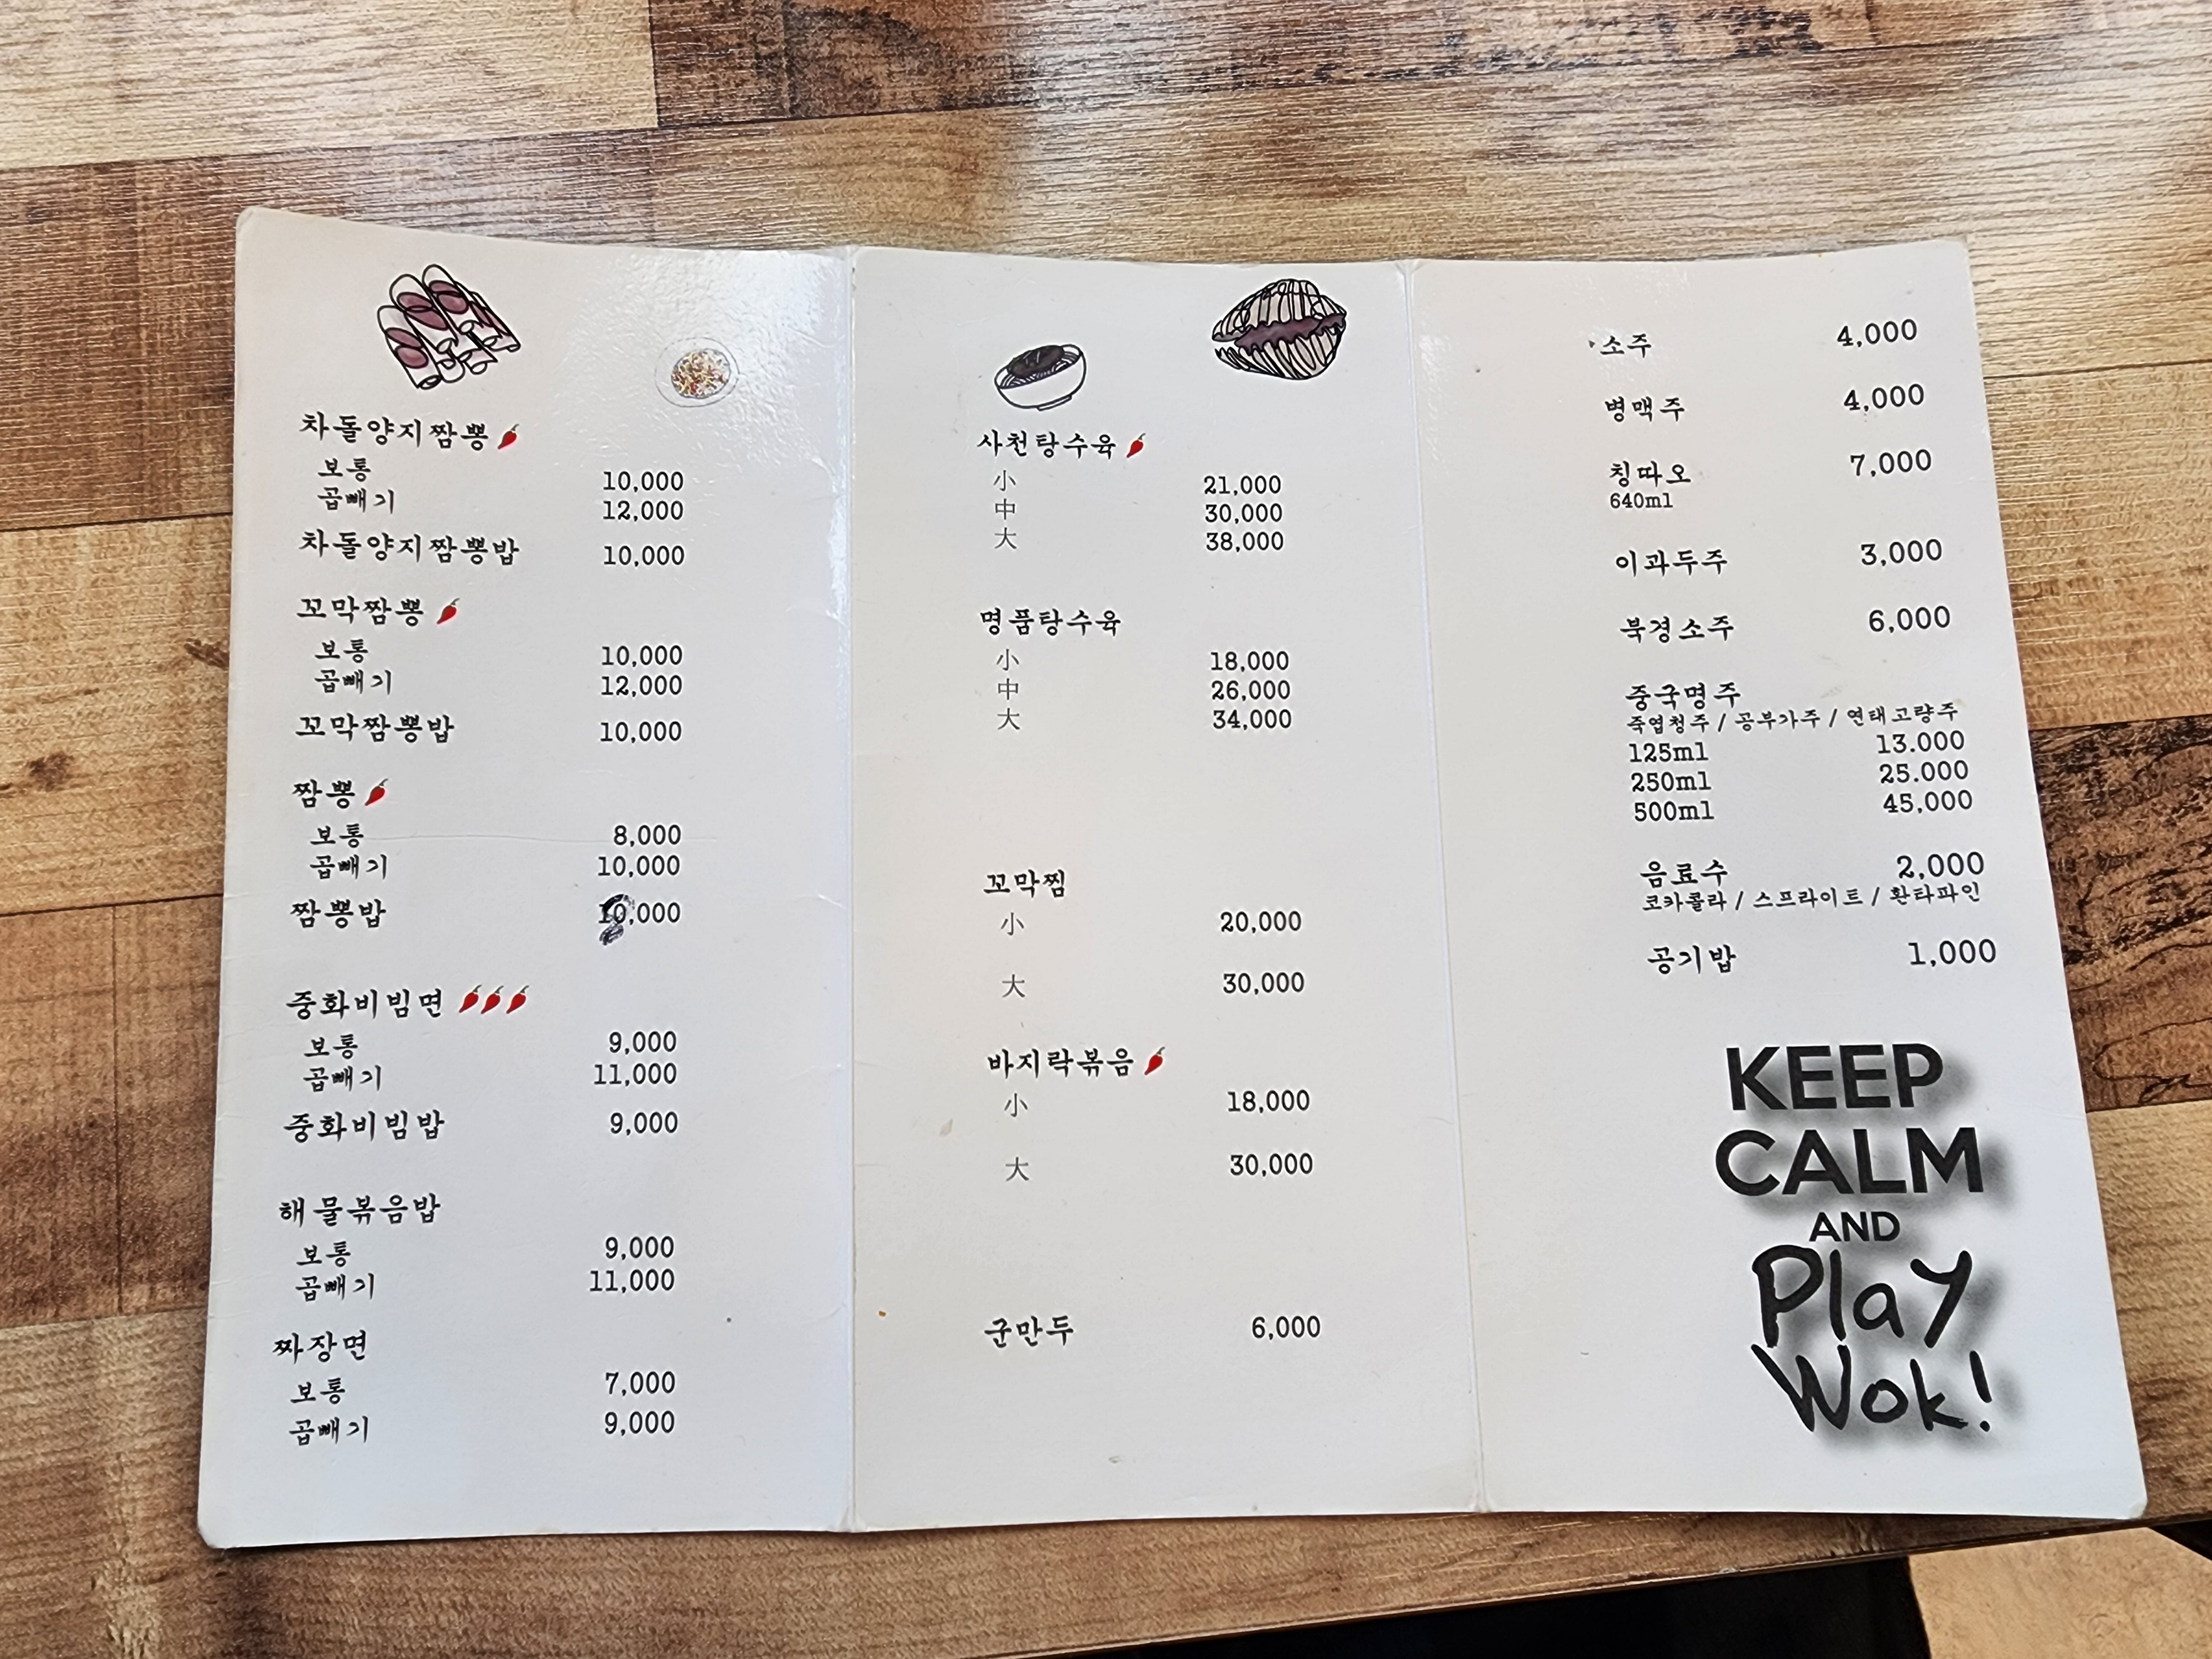 차돌양지짬뽕
보통 10,000
곱빼기 12,000
차돌양지짬뽕밥 10,000
꼬막짬뽕
보통 10,000
곱빼기 12,000
꼬막짬뽕밥 10,000
짬뽕
보통 8,000
곱빼기 10,000
짬뽕밥 8,000
중화비빔면
보통 9,000
곱빼기 11,000
중화비빔밥 9,000
해물볶음밥
보통 9,000
곱빼기 11,000
짜장면
보통 7,000
곱빼기 9,000
사천탕수육
小 21,000
中 30,000
大 38,000
명품탕수육
小 18,000
中 26,000
大 34,000
꼬막찜
小 20,000
大 30,000
바지락볶음
小 18,000
大 30,000
군만두 6,000
소주 4,000
병맥주 4,000
칭따오 7,000
640ml
이과두주 3,000
북경소주 6,000
중국명주
죽엽청주 / 공부가주 / 연태고량주
125ml 13.000
250ml 25.000
500ml 45,000
음료수 2,000
코카콜라 / 스프라이트 / 환타파인
공기밥 1,000
KEEP
CALM
AND
Play
Wok!